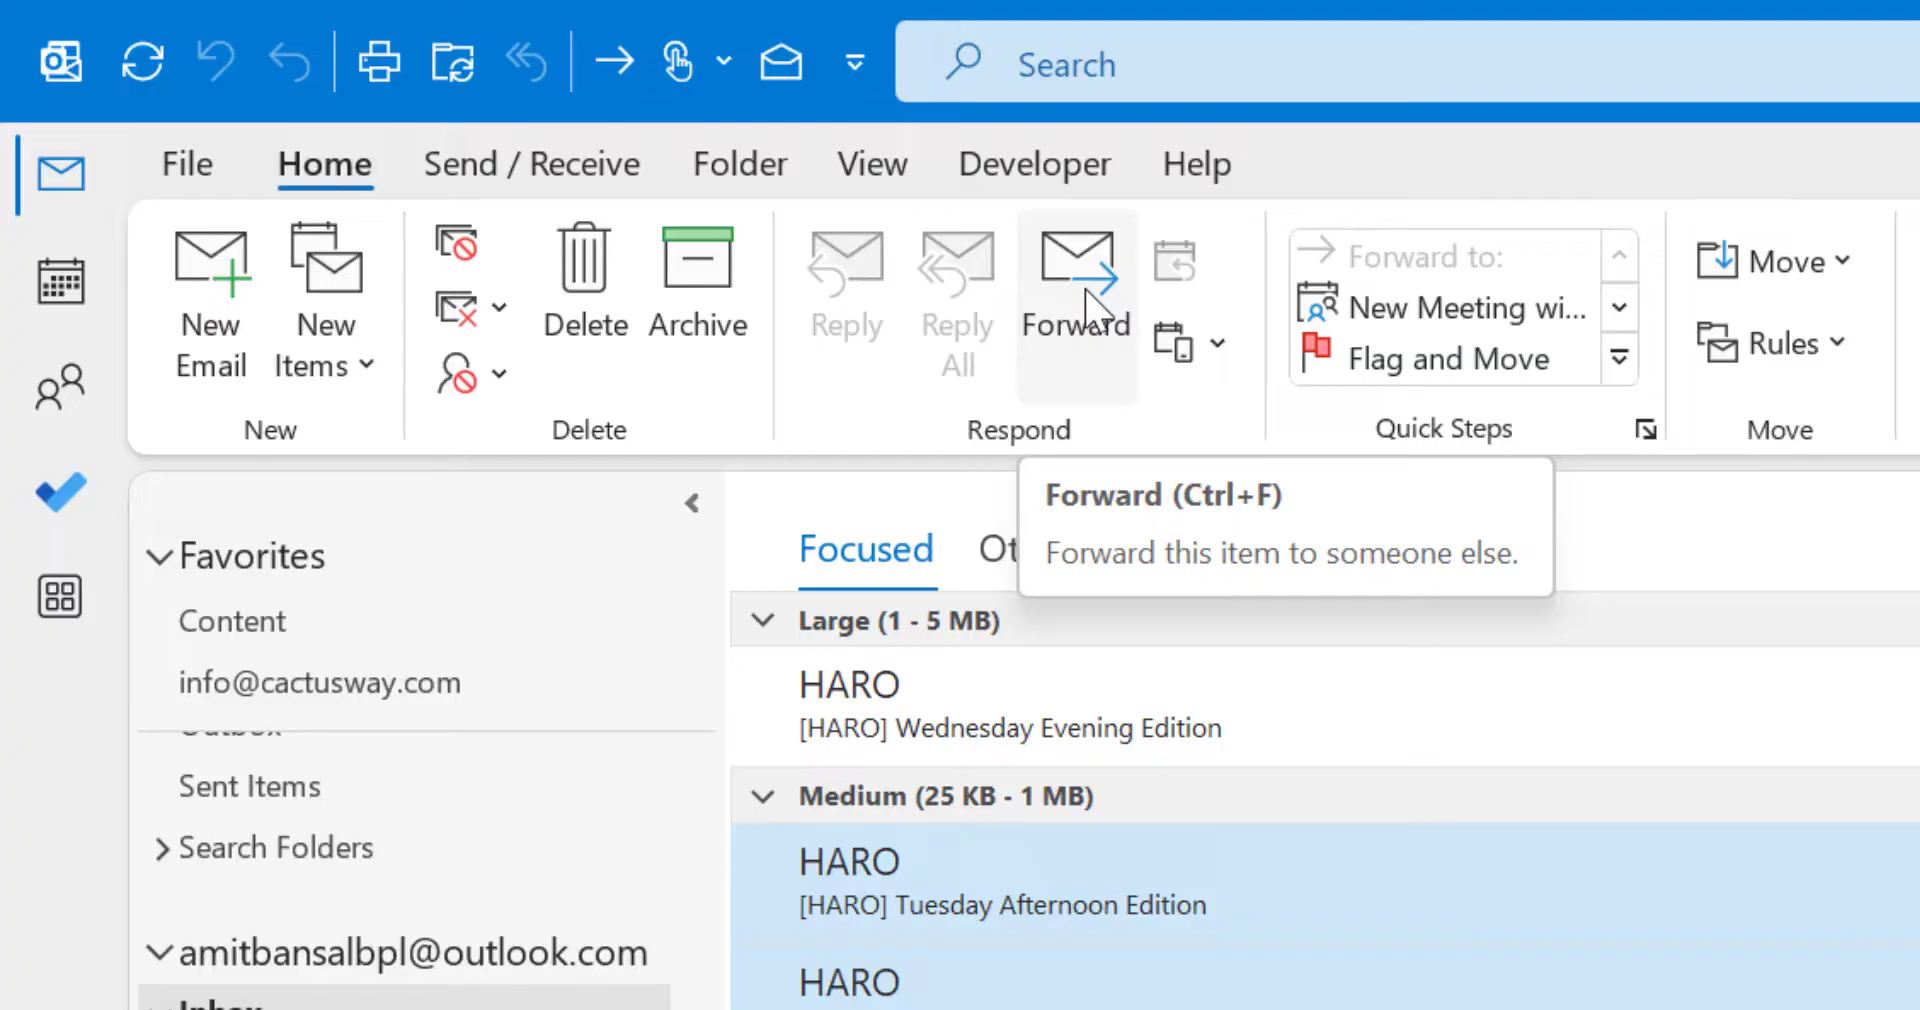 Search
File Home Send / Receive Folder View Developer Help
New Email
New Items
Delete
Archive
Reply
Reply All
Forward
Forward to:
New Meeting wi...
Flag and Move
Move
Rules
New
Delete
Respond
Quick Steps
Move
Forward (Ctrl+F)
Forward this item to someone else.
Favorites
Content
info@cactusway.com
Outbox
Sent Items
Search Folders
amitbansalbpl@outlook.com
Inbox
Focused Ot
Large (1 - 5 MB)
HARO
[HARO] Wednesday Evening Edition
Medium (25 KB - 1 MB)
HARO
[HARO] Tuesday Afternoon Edition
HARO